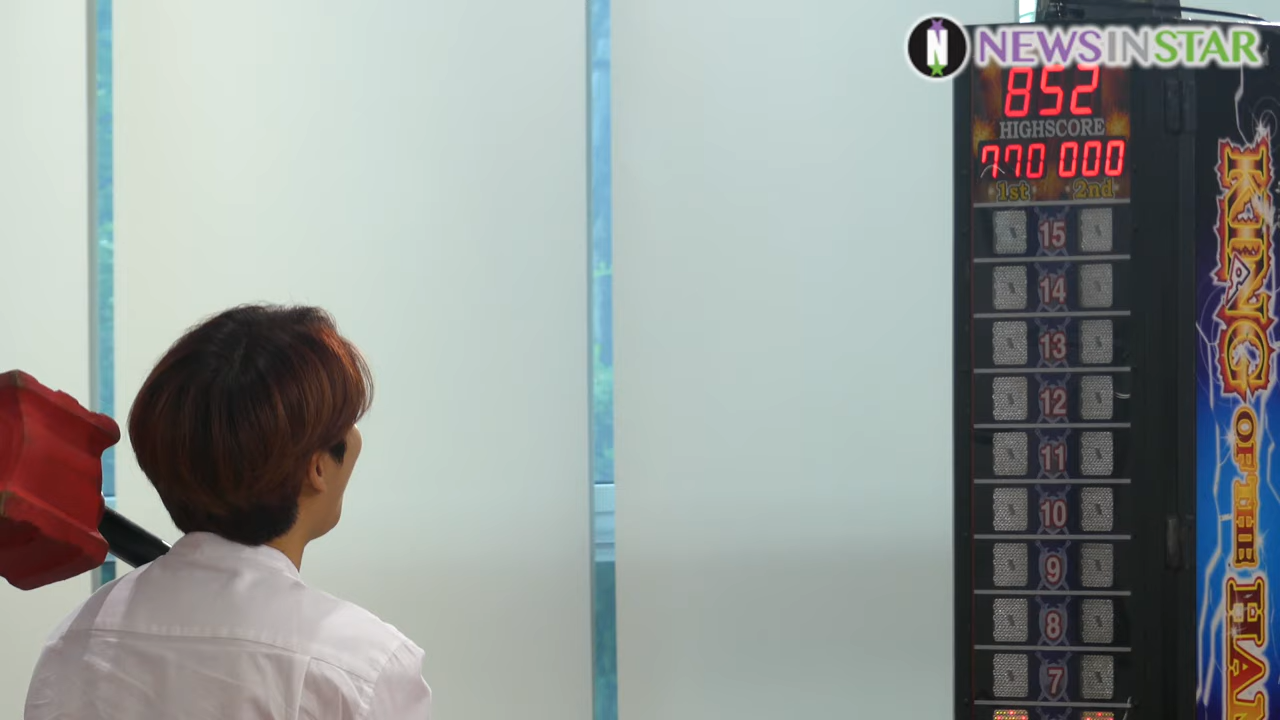 N NEWSINSTAR
852
HIGHSCORE
770 000
1st 2nd
15
14
13
12
11
10
9
8
7
KING OF THE HAM